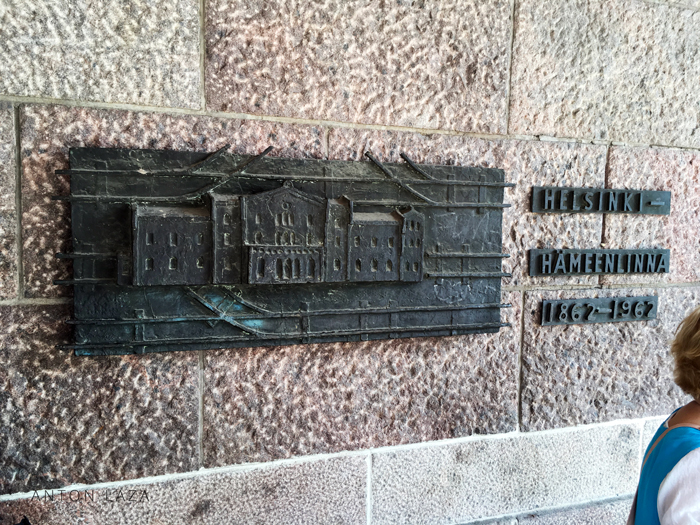 HELSINKI–
HÄMEENLINNA
1862–1962
ANTON LAZA